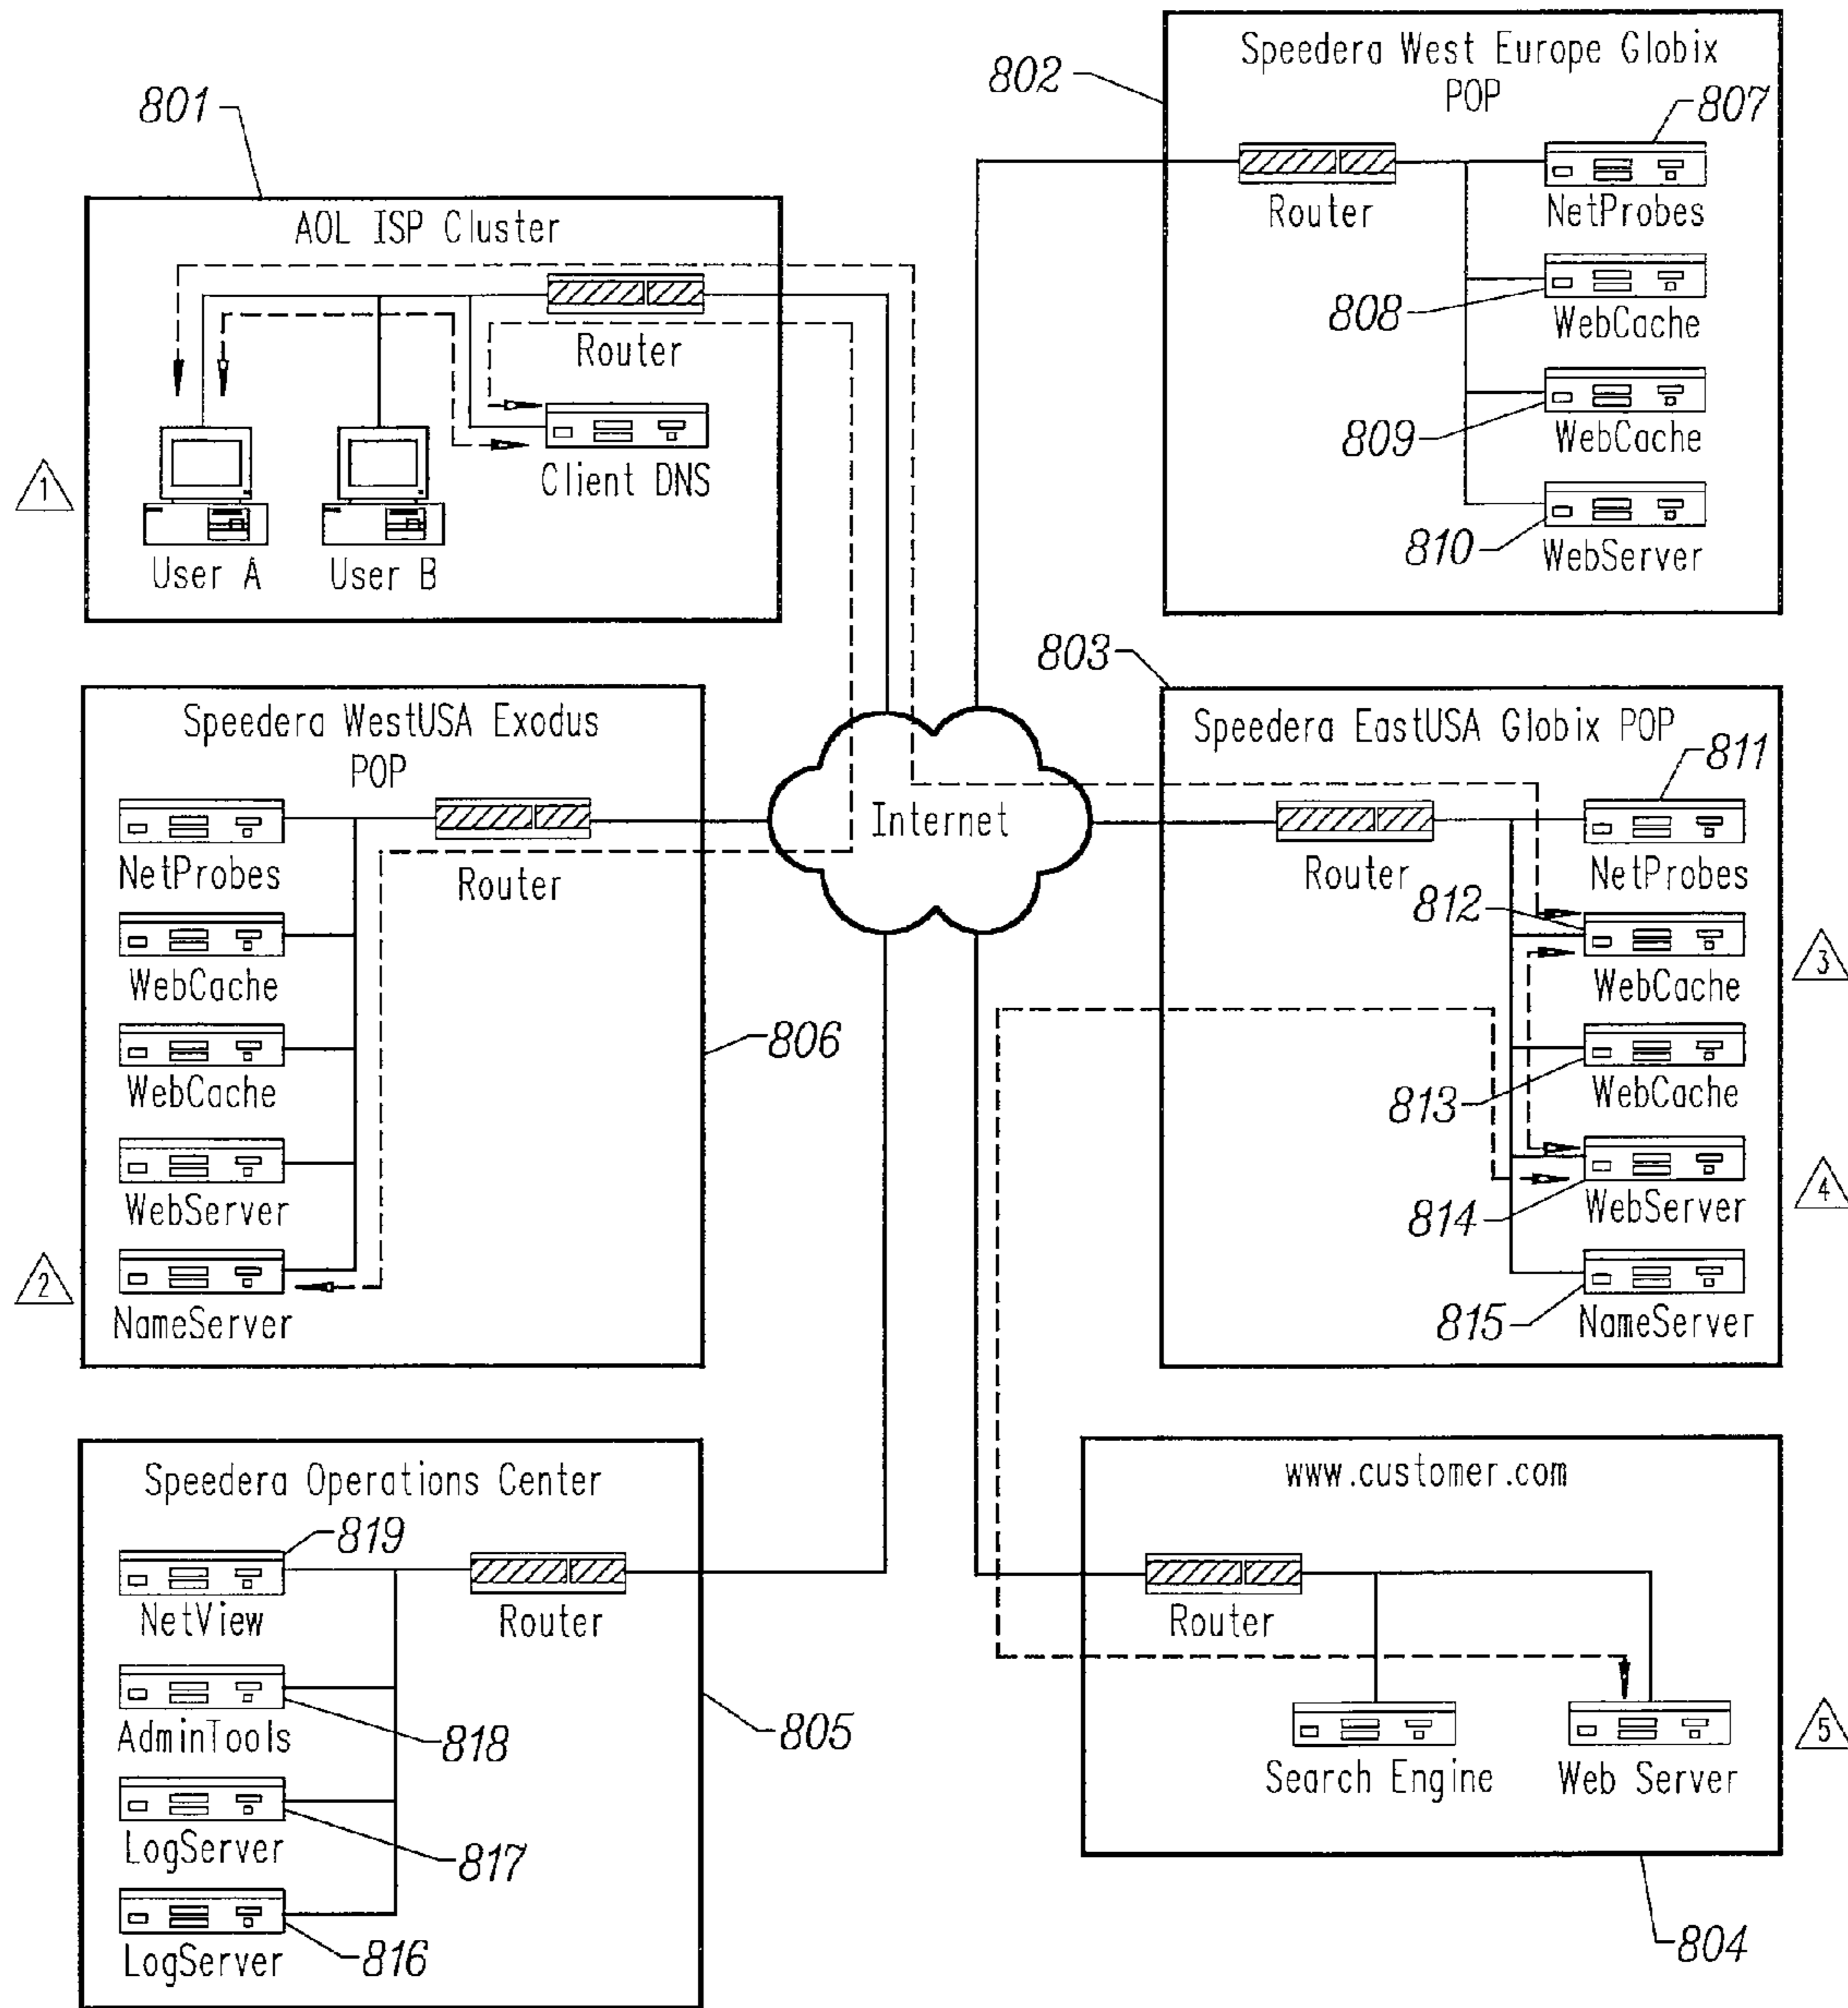 801
AOL ISP Cluster
Router
Client DNS
1
User A
User B
802
Speedera West Europe Globix
POP
807
Router
NetProbes
808
WebCache
809
WebCache
810
WebServer
Speedera WestUSA Exodus
POP
NetProbes
Router
WebCache
WebCache
806
WebServer
2
NameServer
Internet
803
Speedera EastUSA Globix POP
811
Router
NetProbes
812
3
WebCache
813
WebCache
814
4
WebServer
815
NameServer
Speedera Operations Center
819
NetView
Router
AdminTools
818
805
LogServer
817
LogServer
816
www.customer.com
Router
Search Engine
Web Server
5
804